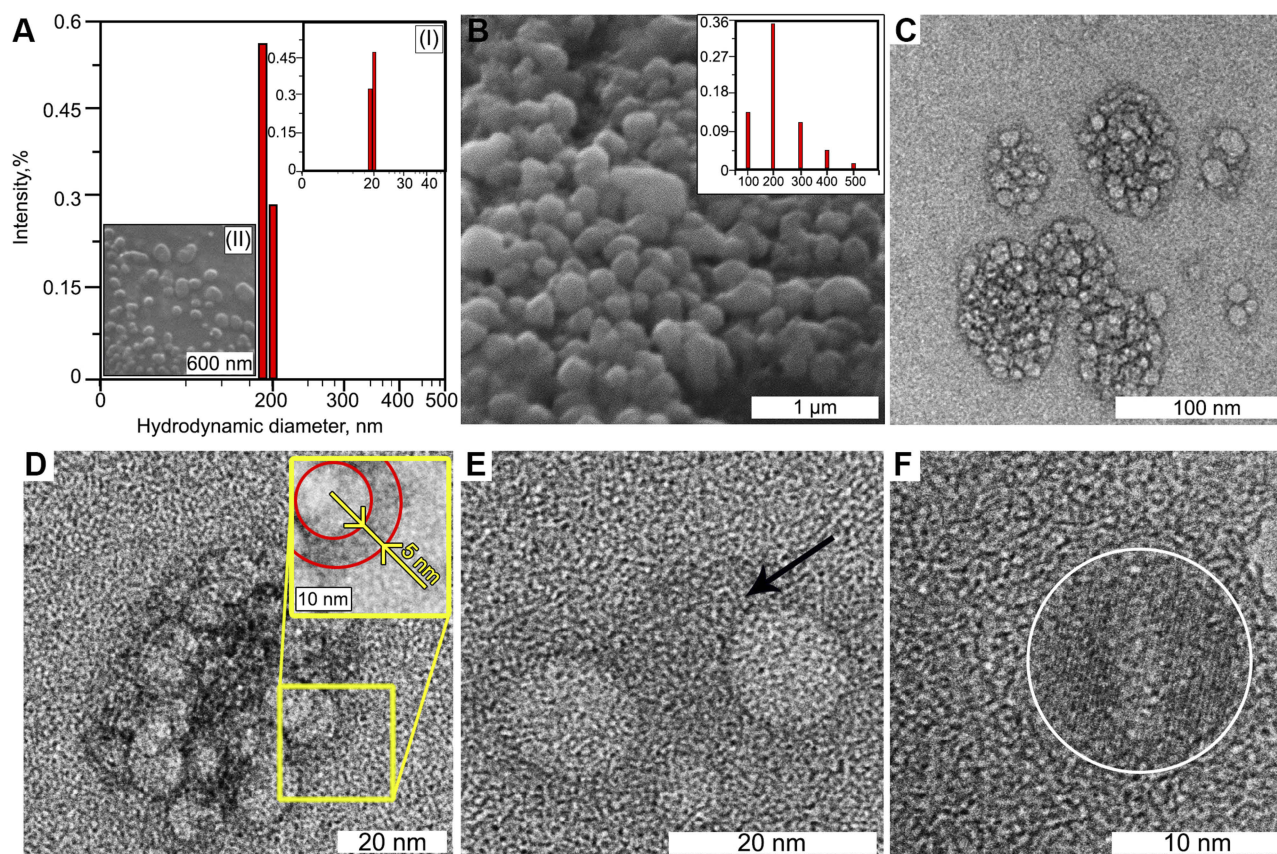 A
0.6
0.45
0.3
0.15
0
Intensity,%
0
200
300
400
500
Hydrodynamic diameter, nm
(I)
0.45
0.3
0.15
0
0
20
30
40
(II)
600 nm
B
0.36
0.28
0.18
0.09
0
100
200
300
400
500
1 µm
C
100 nm
D
5 nm
10 nm
20 nm
E
20 nm
F
10 nm